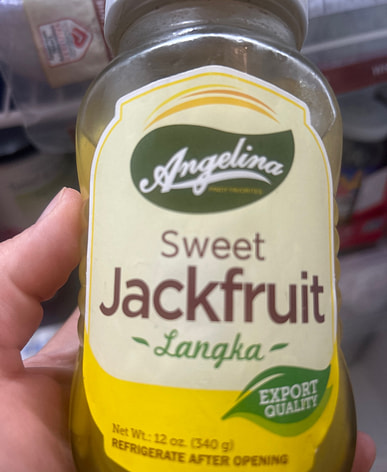 Angelina
Sweet
Jackfruit
- Langka -
EXPORT
QUALITY
Net Wt.: 12 oz. (340 g)
REFRIGERATE AFTER OPENING